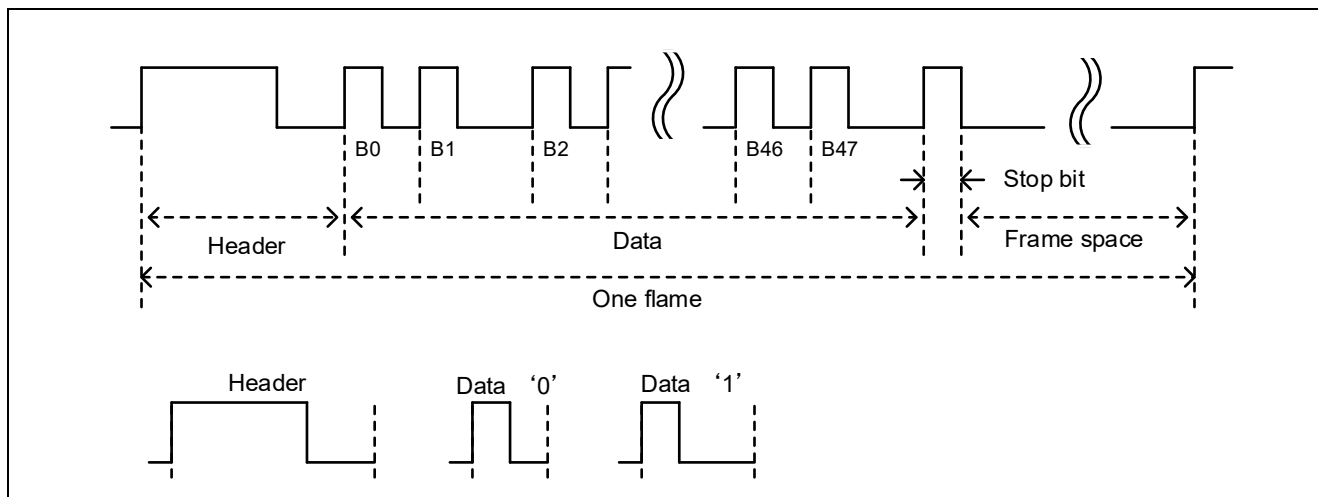 B0 B1 B2 B46 B47
Stop bit
Header Data Frame space
One flame
Header Data ‘0’ Data ‘1’